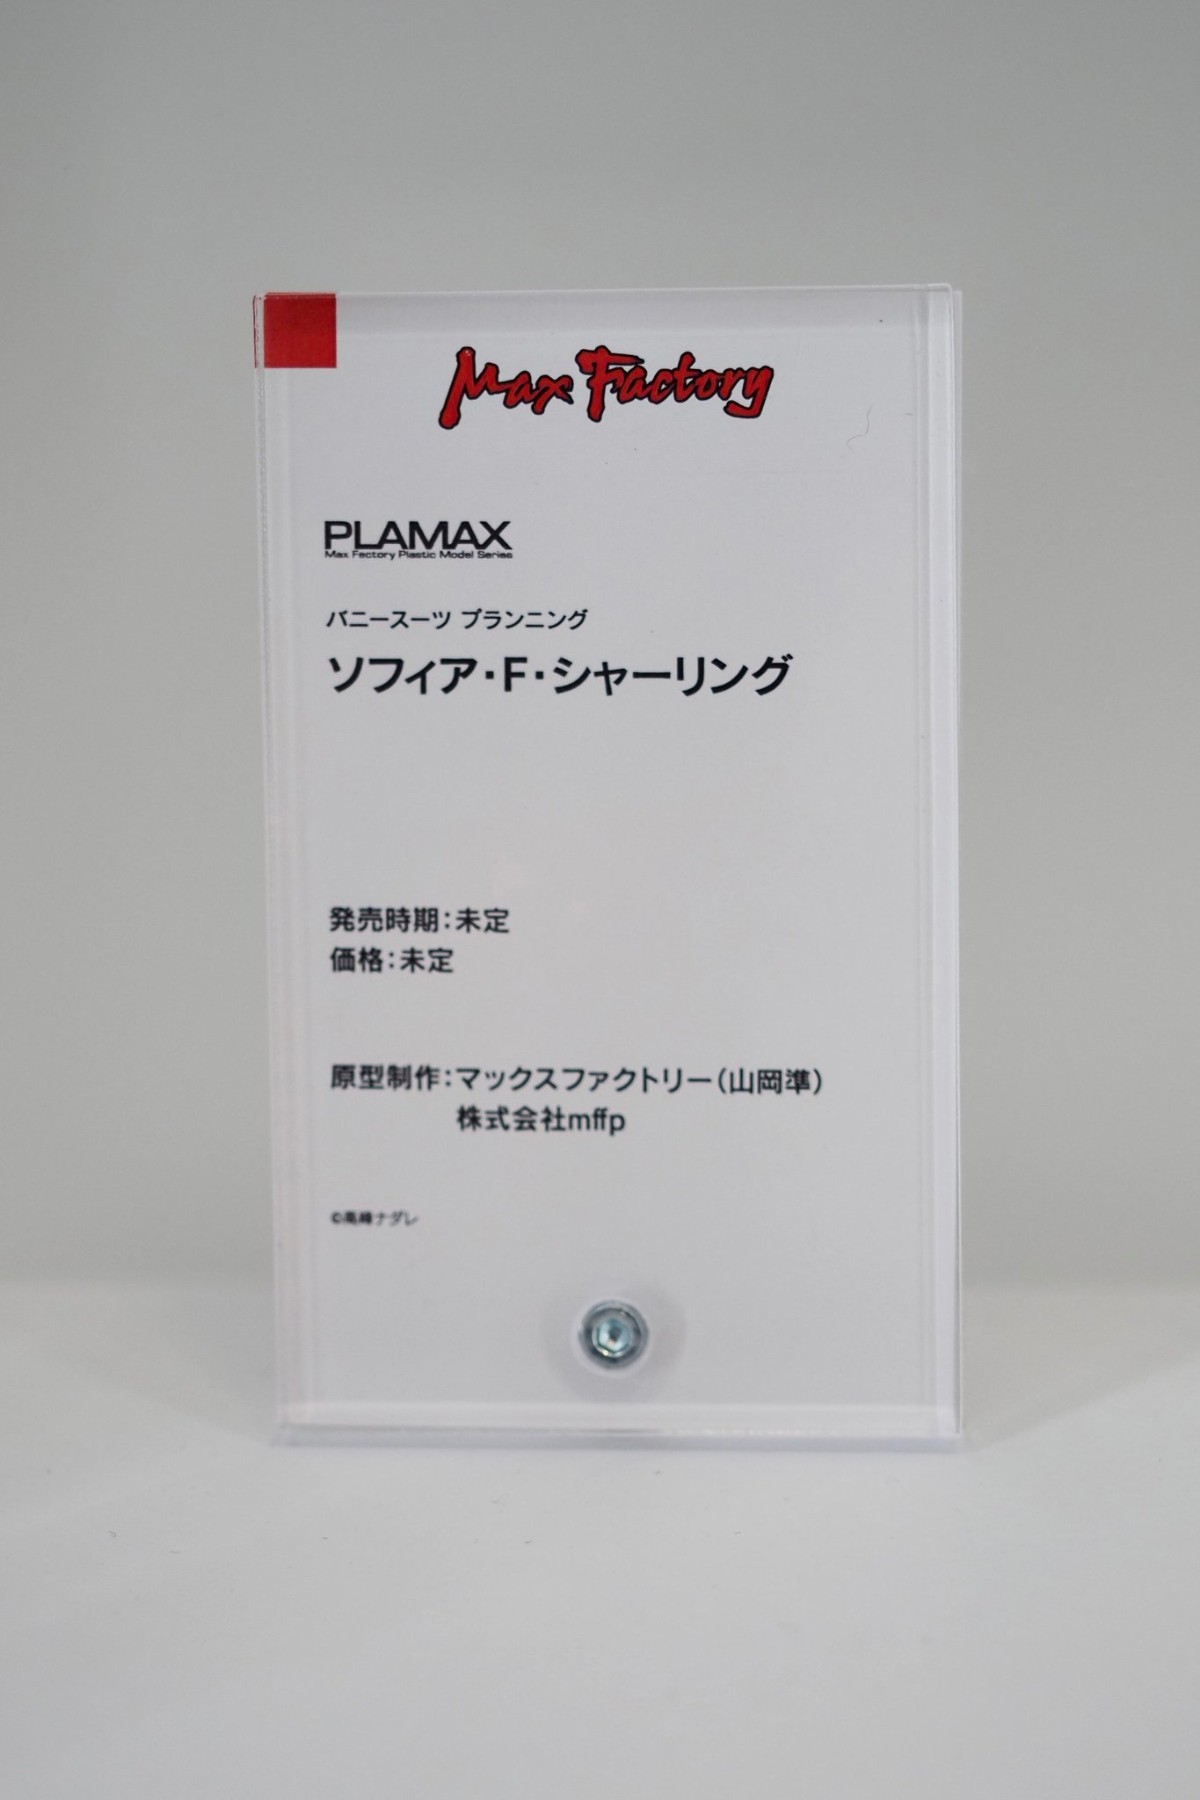 Max Factory
PLAMAX
Max Factory Plastic Model Series
バニースーツ プランニング
ソフィア・F・シャーリング
発売時期：未定
価格：未定
原型制作：マックスファクトリー（山岡準）
株式会社mffp
©高峰ナダレ